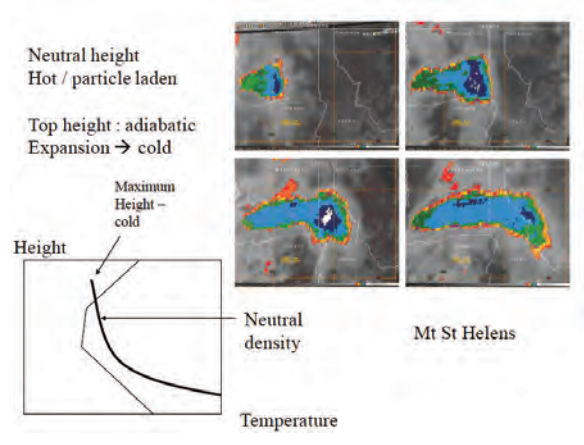 Neutral height
Hot / particle laden
Top height : adiabatic
Expansion → cold
Maximum
Height –
cold
Height
Neutral
density
Mt St Helens
Temperature